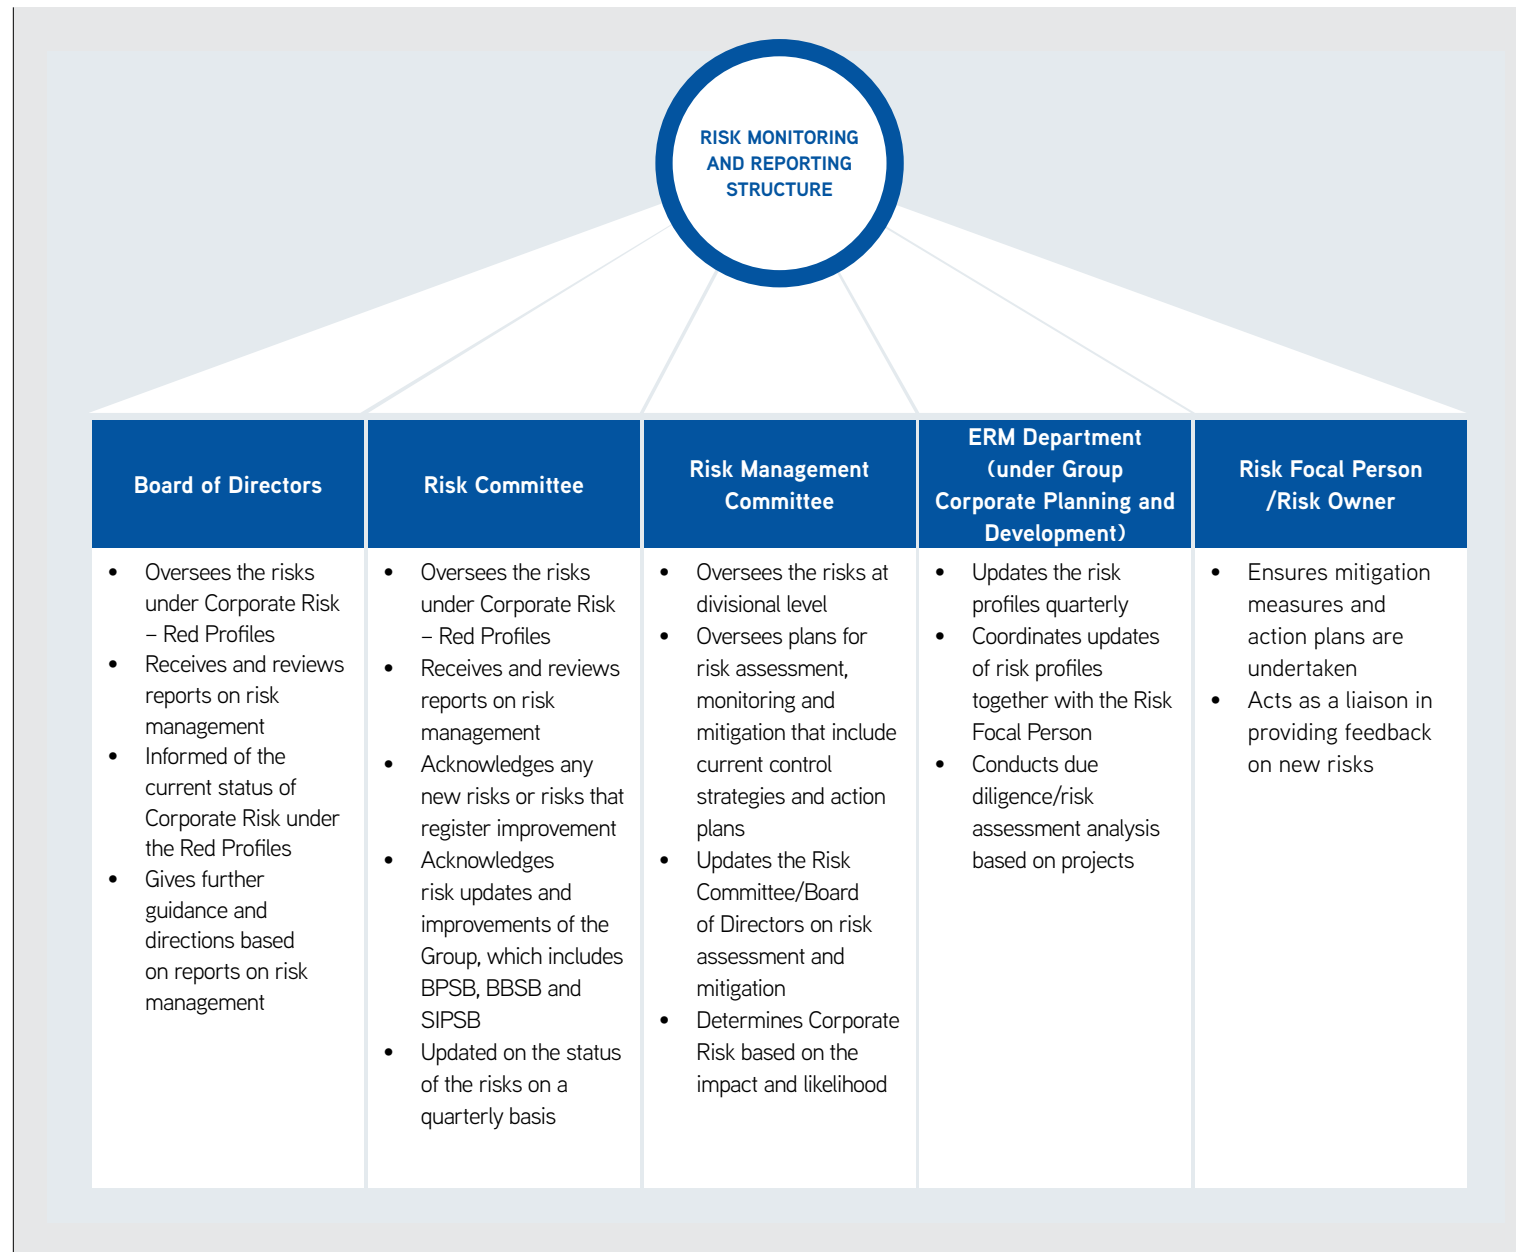 RISK MONITORING
AND REPORTING
STRUCTURE
Board of Directors
• Oversees the risks
under Corporate Risk
– Red Profiles
• Receives and reviews
reports on risk
management
• Informed of the
current status of
Corporate Risk under
the Red Profiles
• Gives further
guidance and
directions based
on reports on risk
management
Risk Committee
• Oversees the risks
under Corporate Risk
– Red Profiles
• Receives and reviews
reports on risk
management
• Acknowledges any
new risks or risks that
register improvement
• Acknowledges
risk updates and
improvements of the
Group, which includes
BPSB, BBSB and
SIPSB
• Updated on the status
of the risks on a
quarterly basis
Risk Management
Committee
• Oversees the risks at
divisional level
• Oversees plans for
risk assessment,
monitoring and
mitigation that include
current control
strategies and action
plans
• Updates the Risk
Committee/Board
of Directors on risk
assessment and
mitigation
• Determines Corporate
Risk based on the
impact and likelihood
ERM Department
(under Group
Corporate Planning and
Development)
• Updates the risk
profiles quarterly
• Coordinates updates
of risk profiles
together with the Risk
Focal Person
• Conducts due
diligence/risk
assessment analysis
based on projects
Risk Focal Person
/Risk Owner
• Ensures mitigation
measures and
action plans are
undertaken
• Acts as a liaison in
providing feedback
on new risks